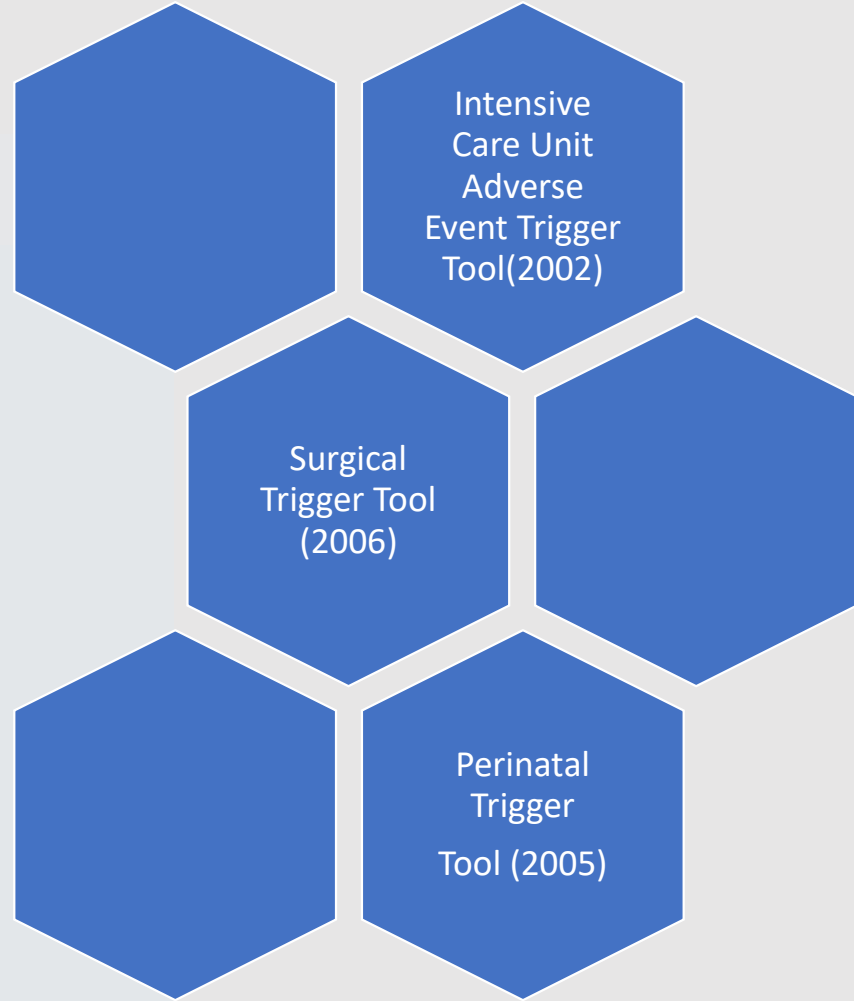 Intensive
Care Unit
Adverse
Event Trigger
Tool(2002)
Surgical
Trigger Tool
(2006)
Perinatal
Trigger
Tool (2005)